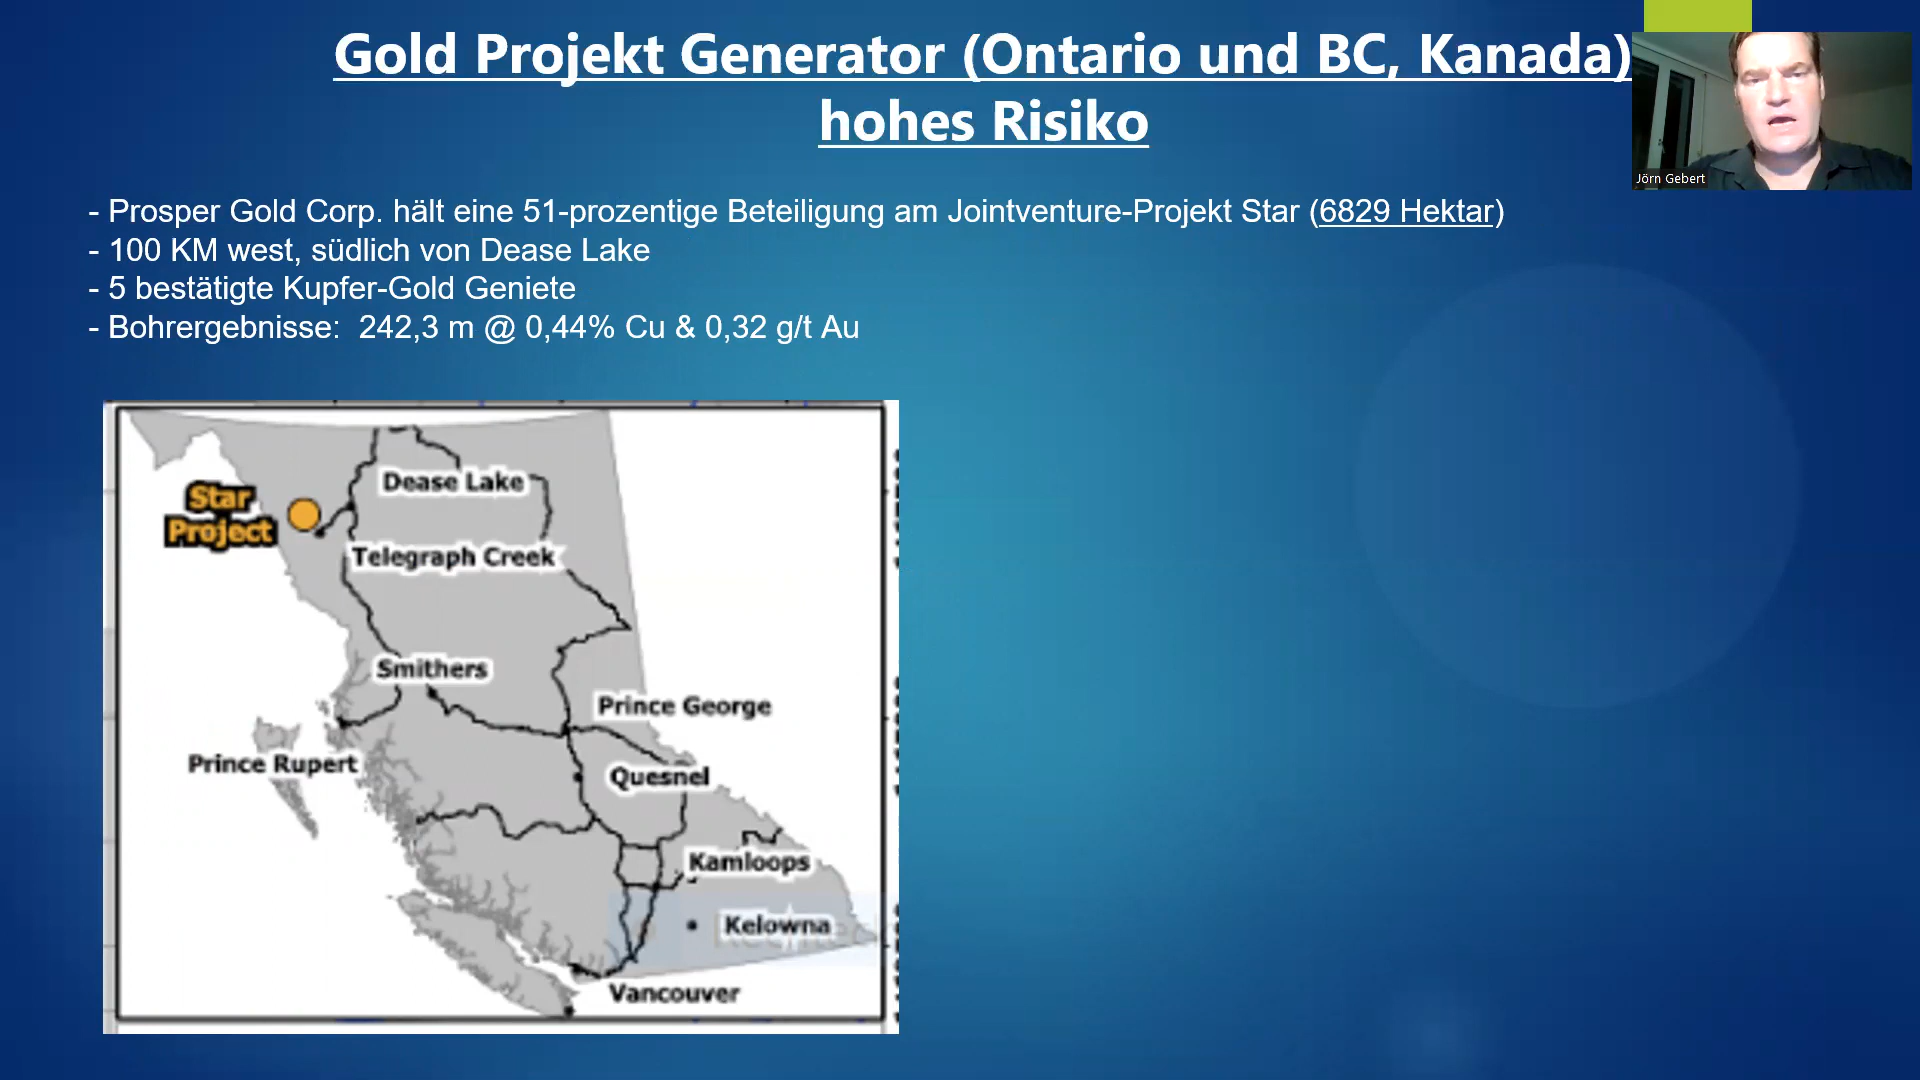 Gold Projekt Generator (Ontario und BC, Kanada)
hohes Risiko
Jörn Gebert
- Prosper Gold Corp. hält eine 51-prozentige Beteiligung am Jointventure-Projekt Star (6829 Hektar)
- 100 KM west, südlich von Dease Lake
- 5 bestätigte Kupfer-Gold Geniete
- Bohrergebnisse:  242,3 m @ 0,44% Cu & 0,32 g/t Au
Dease Lake
Star
Project
Telegraph Creek
Smithers
Prince George
Prince Rupert
Quesnel
Kamloops
Kelowna
Vancouver